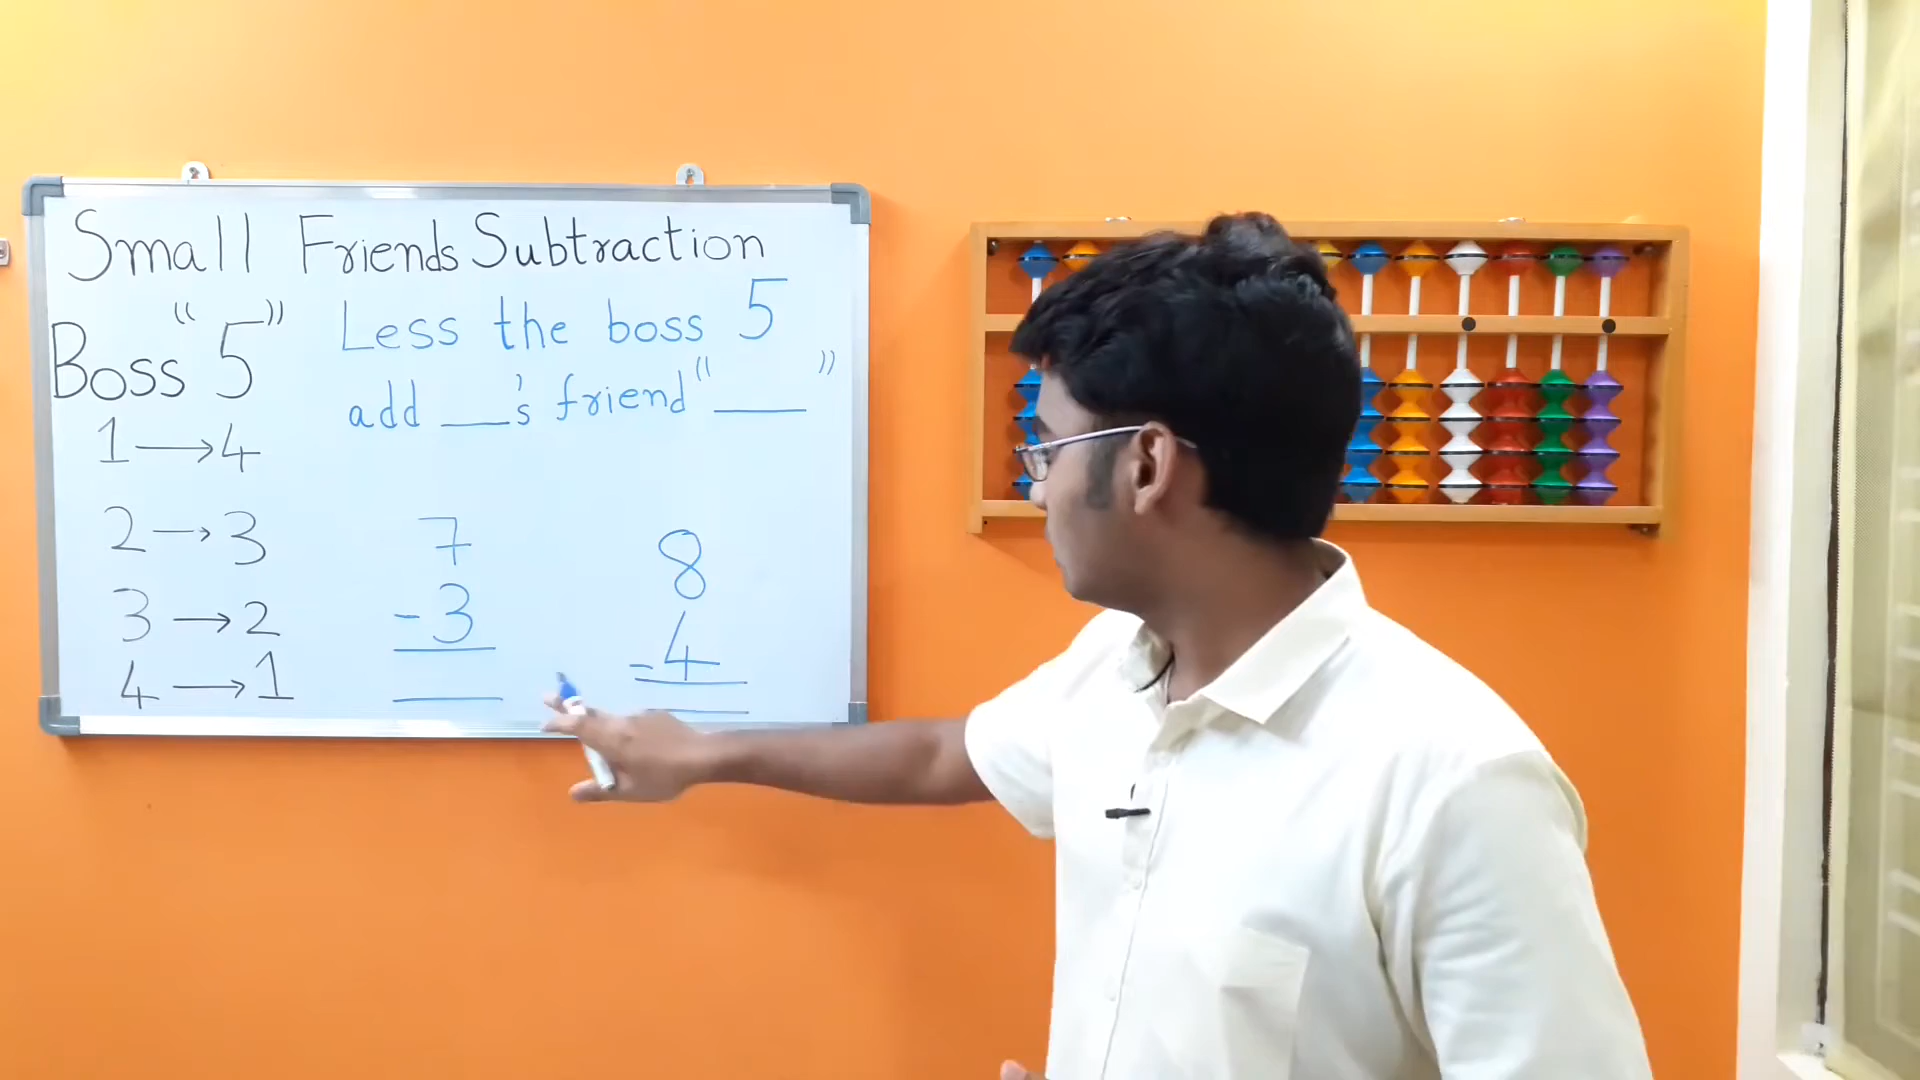 Small Friends Subtraction
Boss "5"
1 → 4
2 → 3
3 → 2
4 → 1
Less the boss 5
add __'s friend "__"
7
-3
8
-4